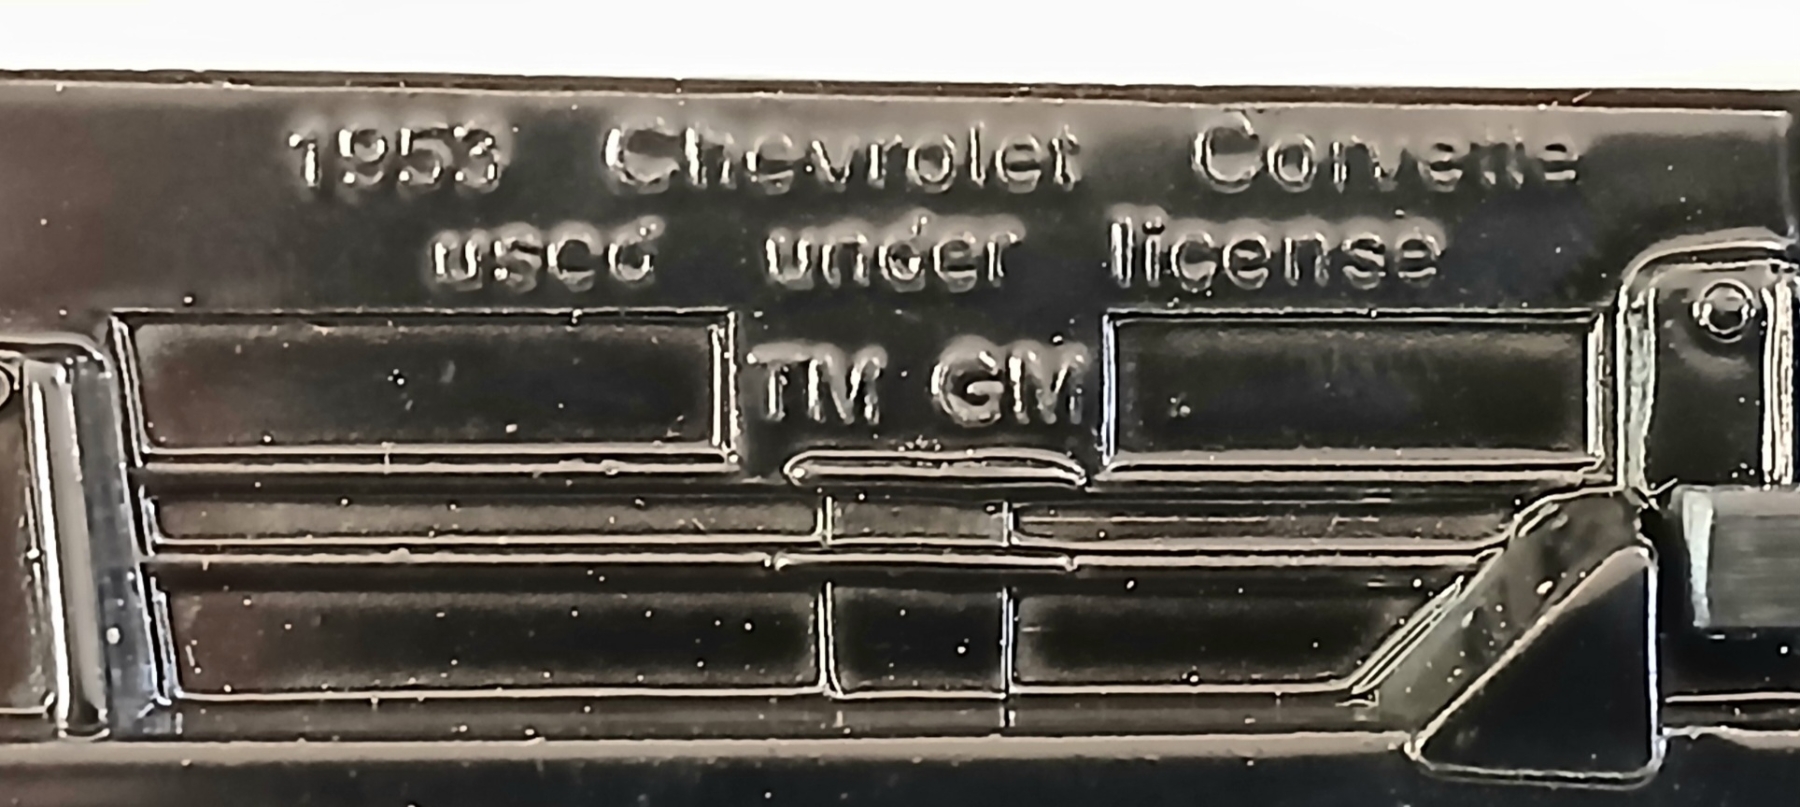 1953 Chevrolet Corvette
used under license
TM GM